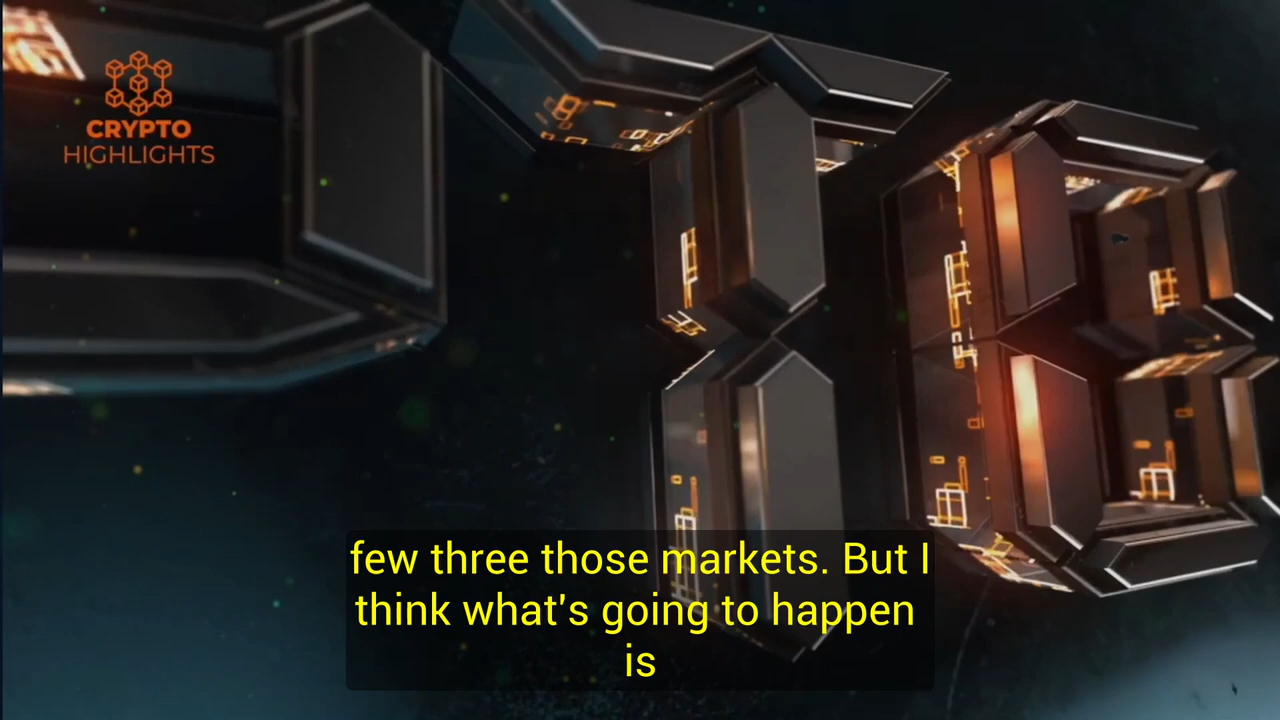 CRYPTO
HIGHLIGHTS
few three those markets. But I
think what's going to happen
is